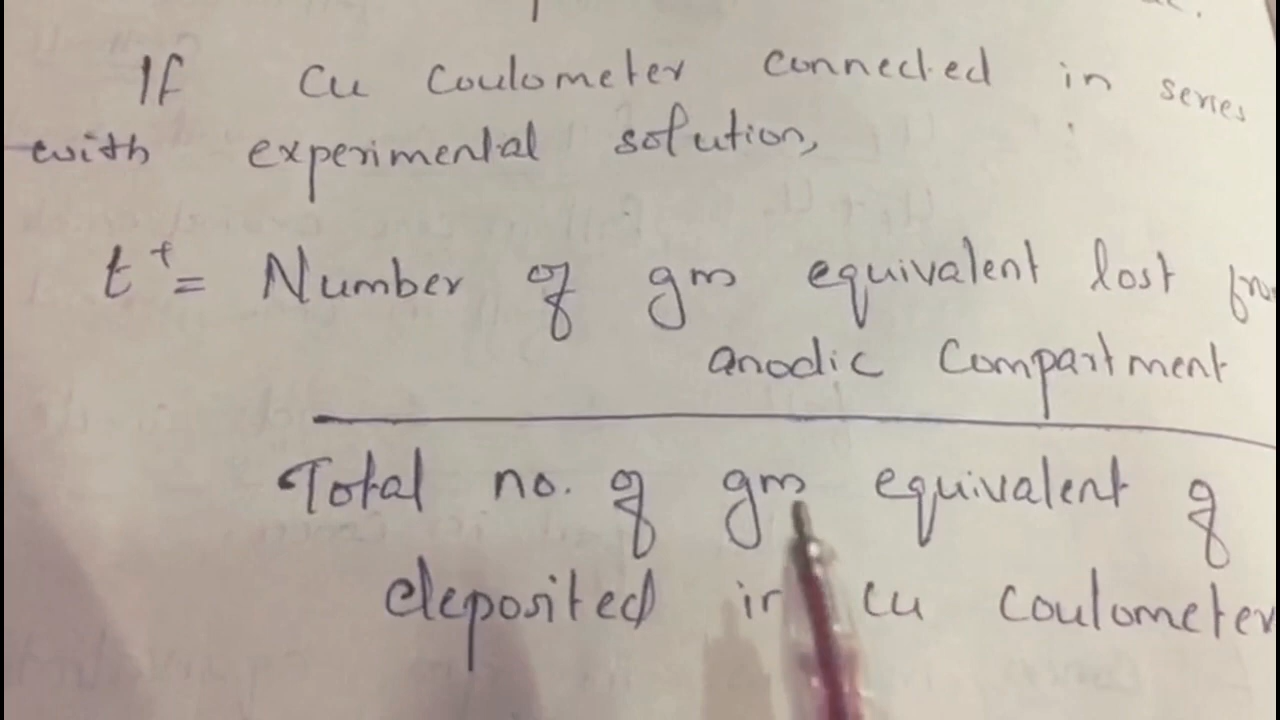 If Cu Coulometer connected in series
with experimental solution,
t+ = Number of gm equivalent lost
anodic Compartment
Total no. of gm equivalent of
deposited in Cu Coulometer